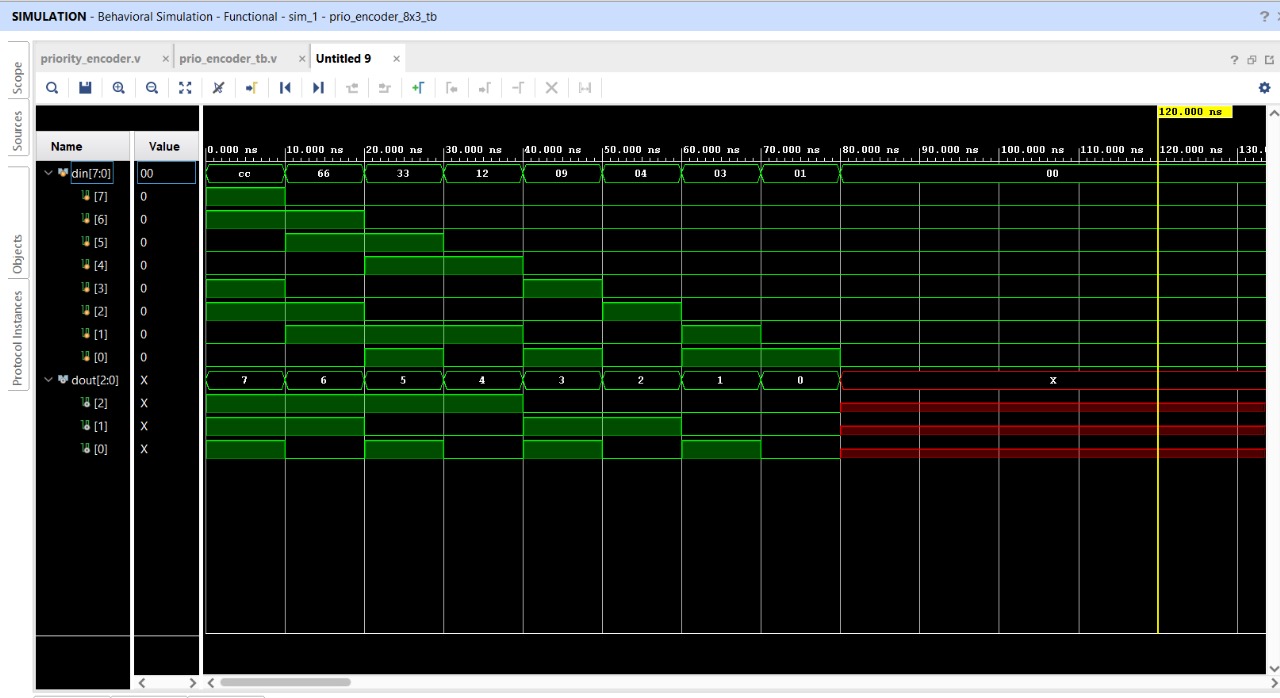 SIMULATION - Behavioral Simulation - Functional - sim_1 - prio_encoder_8x3_tb ?
priority_encoder.v × prio_encoder_tb.v × Untitled 9 × ?
Scope
Sources
Objects
Protocol Instances
120.000 ns
Name Value
0.000 ns 10.000 ns 20.000 ns 30.000 ns 40.000 ns 50.000 ns 60.000 ns 70.000 ns 80.000 ns 90.000 ns 100.000 ns 110.000 ns 120.000 ns 130.
din[7:0] 00 cc 66 33 12 09 04 03 01 00
[7] 0
[6] 0
[5] 0
[4] 0
[3] 0
[2] 0
[1] 0
[0] 0
dout[2:0] X 7 6 5 4 3 2 1 0 X
[2] X
[1] X
[0] X